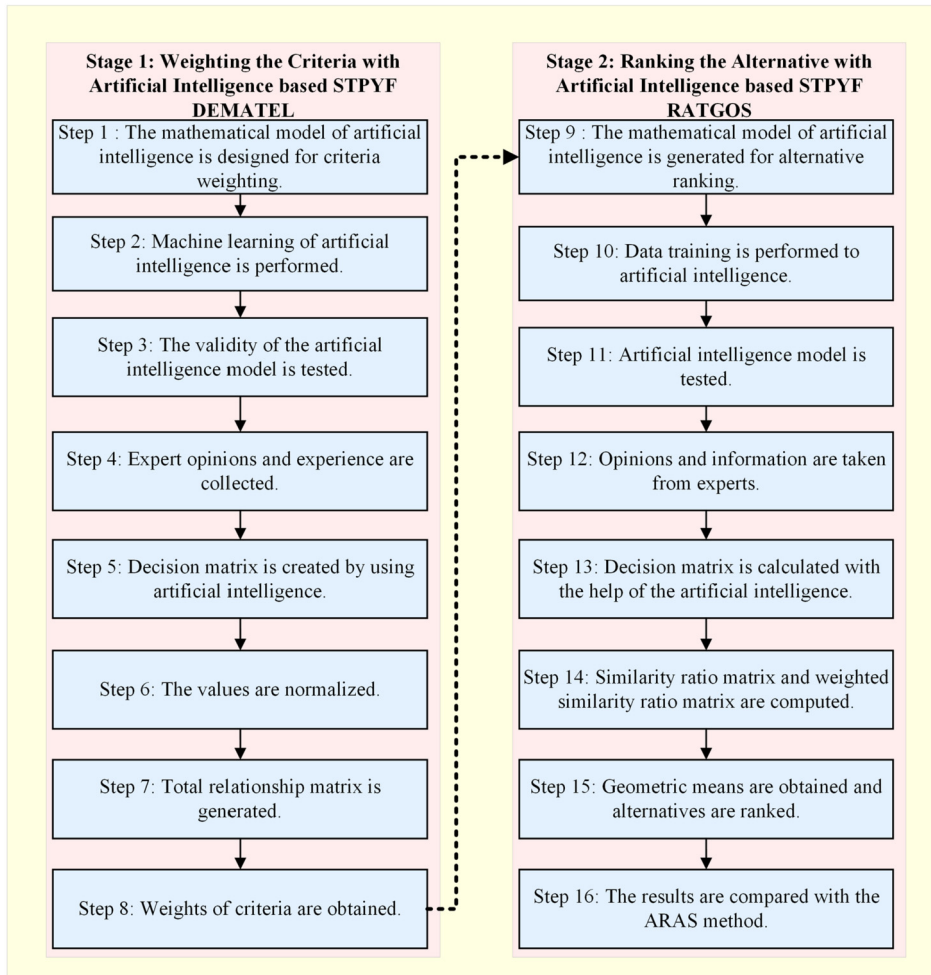 Stage 1: Weighting the Criteria with
Artificial Intelligence based STPYF
DEMATEL
Step 1 : The mathematical model of artificial
intelligence is designed for criteria
weighting.
Step 2: Machine learning of artificial
intelligence is performed.
Step 3: The validity of the artificial
intelligence model is tested.
Step 4: Expert opinions and experience are
collected.
Step 5: Decision matrix is created by using
artificial intelligence.
Step 6: The values are normalized.
Step 7: Total relationship matrix is
generated.
Step 8: Weights of criteria are obtained.
Stage 2: Ranking the Alternative with
Artificial Intelligence based STPYF
RATGOS
Step 9 : The mathematical model of artificial
intelligence is generated for alternative
ranking.
Step 10: Data training is performed to
artificial intelligence.
Step 11: Artificial intelligence model is
tested.
Step 12: Opinions and information are taken
from experts.
Step 13: Decision matrix is calculated with
the help of the artificial intelligence.
Step 14: Similarity ratio matrix and weighted
similarity ratio matrix are computed.
Step 15: Geometric means are obtained and
alternatives are ranked.
Step 16: The results are compared with the
ARAS method.